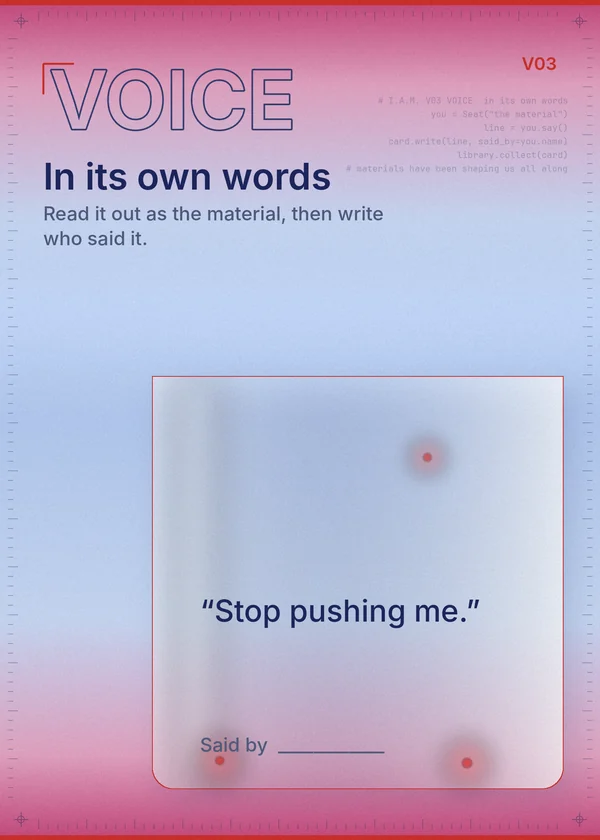 V03
VOICE
# I.A.M. V03 VOICE in its own words
you = Seat("the material")
line = you.say()
card.write(line, said_by=you.name)
library.collect(card)
# materials have been shaping us all along
In its own words
Read it out as the material, then write
who said it.
“Stop pushing me.”
Said by ___________